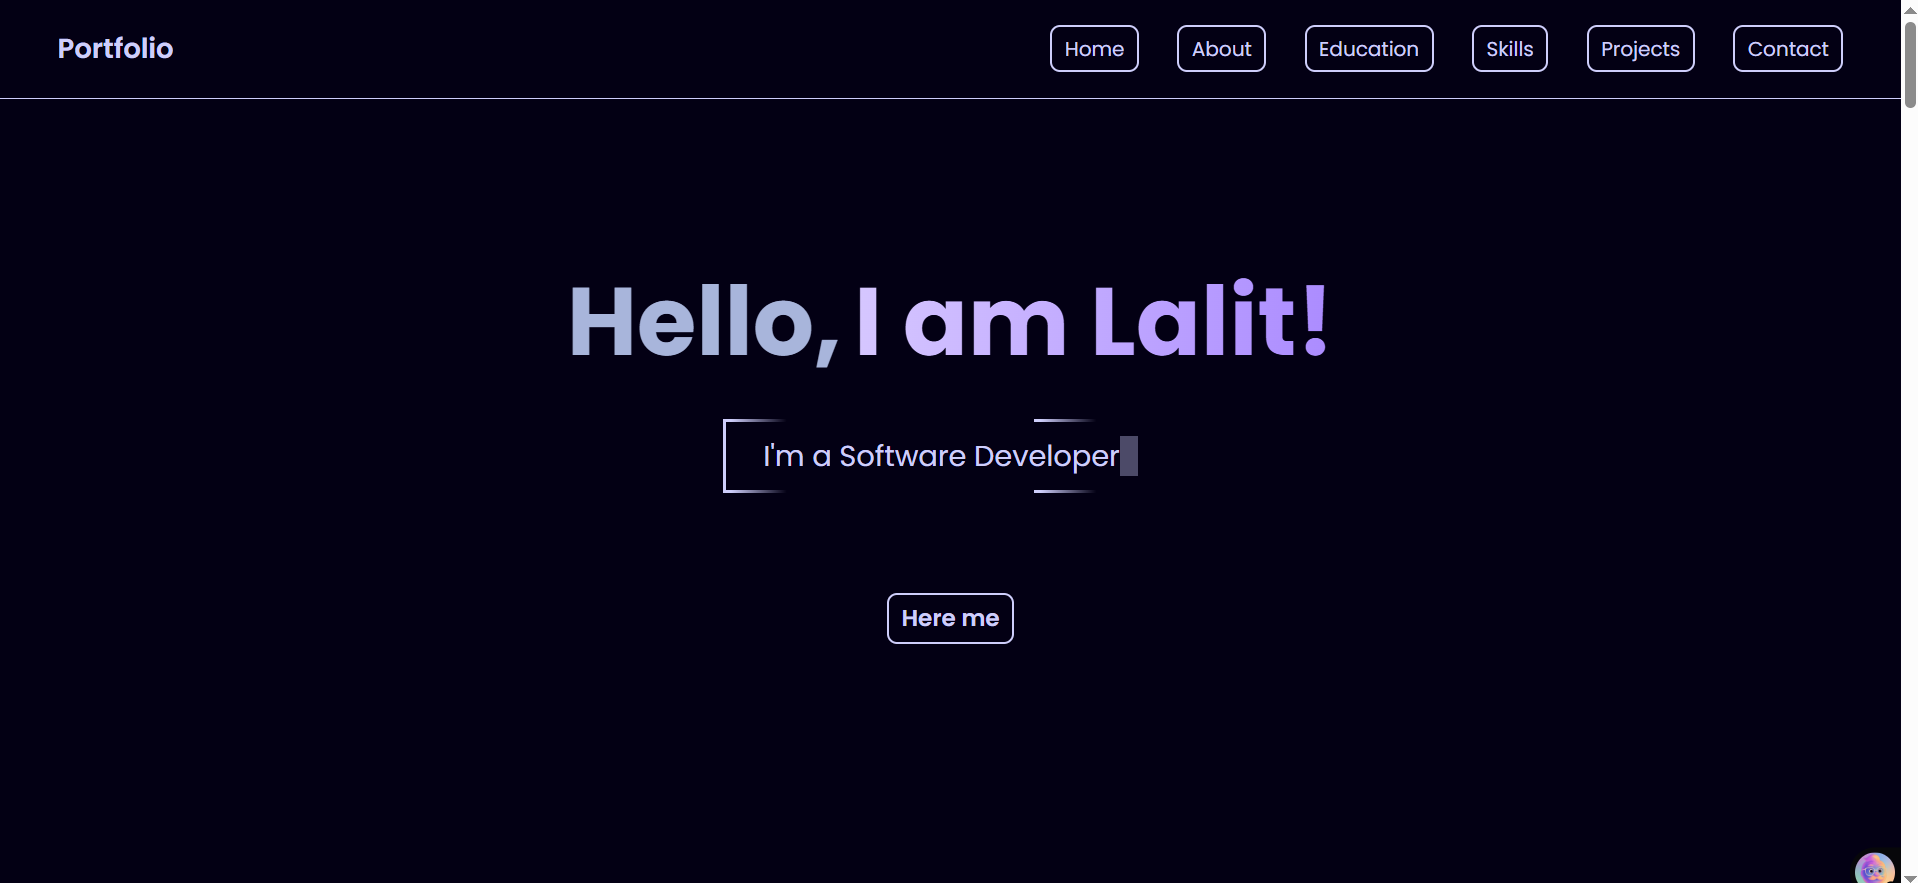 Portfolio
Home About Education Skills Projects Contact
Hello, I am Lalit!
I'm a Software Developer
Here me